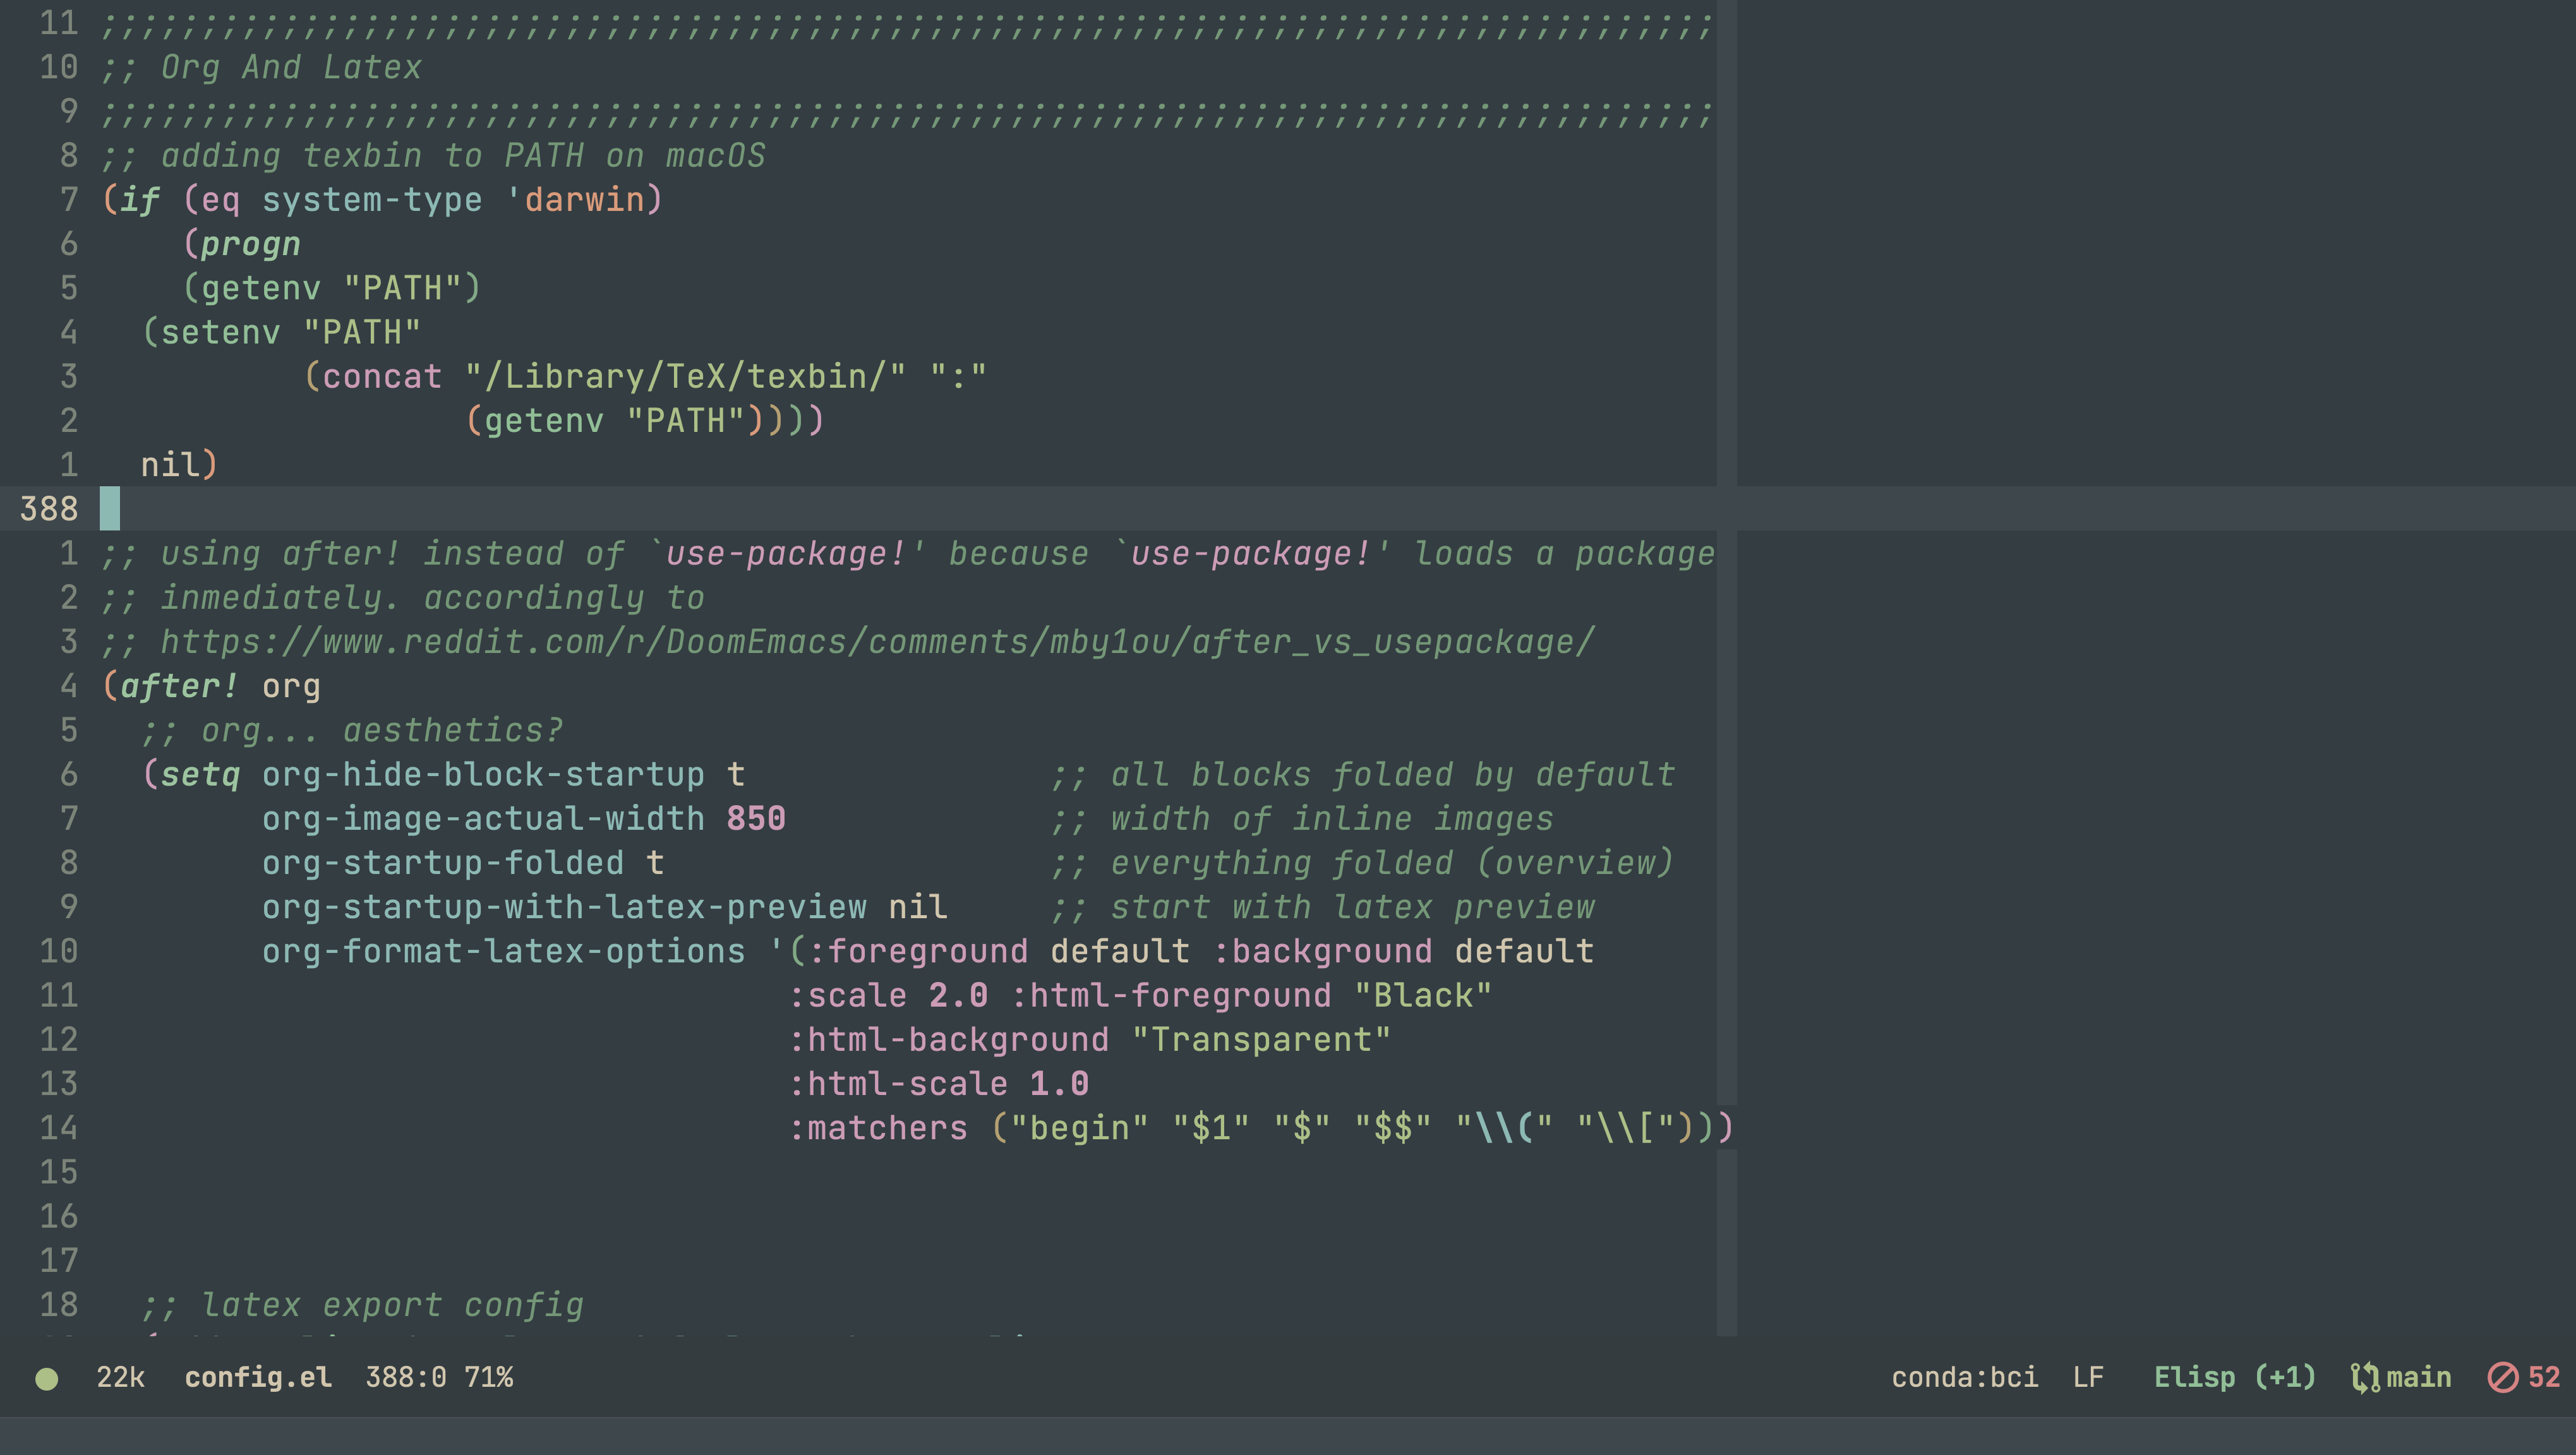 11 ;;;;;;;;;;;;;;;;;;;;;;;;;;;;;;;;;;;;;;;;;;;;;;;;;;;;;;;;;;;;;;;;;;;;;;;;;;;;;;;;
10 ;; Org And Latex
9 ;;;;;;;;;;;;;;;;;;;;;;;;;;;;;;;;;;;;;;;;;;;;;;;;;;;;;;;;;;;;;;;;;;;;;;;;;;;;;;;;
8 ;; adding texbin to PATH on macOS
7 (if (eq system-type 'darwin)
6     (progn
5     (getenv "PATH")
4   (setenv "PATH"
3           (concat "/Library/TeX/texbin/" ":"
2                   (getenv "PATH"))))
1   nil)
388
1 ;; using after! instead of `use-package!' because `use-package!' loads a package
2 ;; inmediately. accordingly to
3 ;; https://www.reddit.com/r/DoomEmacs/comments/mby1ou/after_vs_usepackage/
4 (after! org
5   ;; org... aesthetics?
6   (setq org-hide-block-startup t               ;; all blocks folded by default
7         org-image-actual-width 850             ;; width of inline images
8         org-startup-folded t                   ;; everything folded (overview)
9         org-startup-with-latex-preview nil     ;; start with latex preview
10         org-format-latex-options '(:foreground default :background default
11                                   :scale 2.0 :html-foreground "Black"
12                                   :html-background "Transparent"
13                                   :html-scale 1.0
14                                   :matchers ("begin" "$1" "$" "$$" "\\(" "\\[")))
15
16
17
18   ;; latex export config
22k config.el 388:0 71% conda:bci LF Elisp (+1) main 52